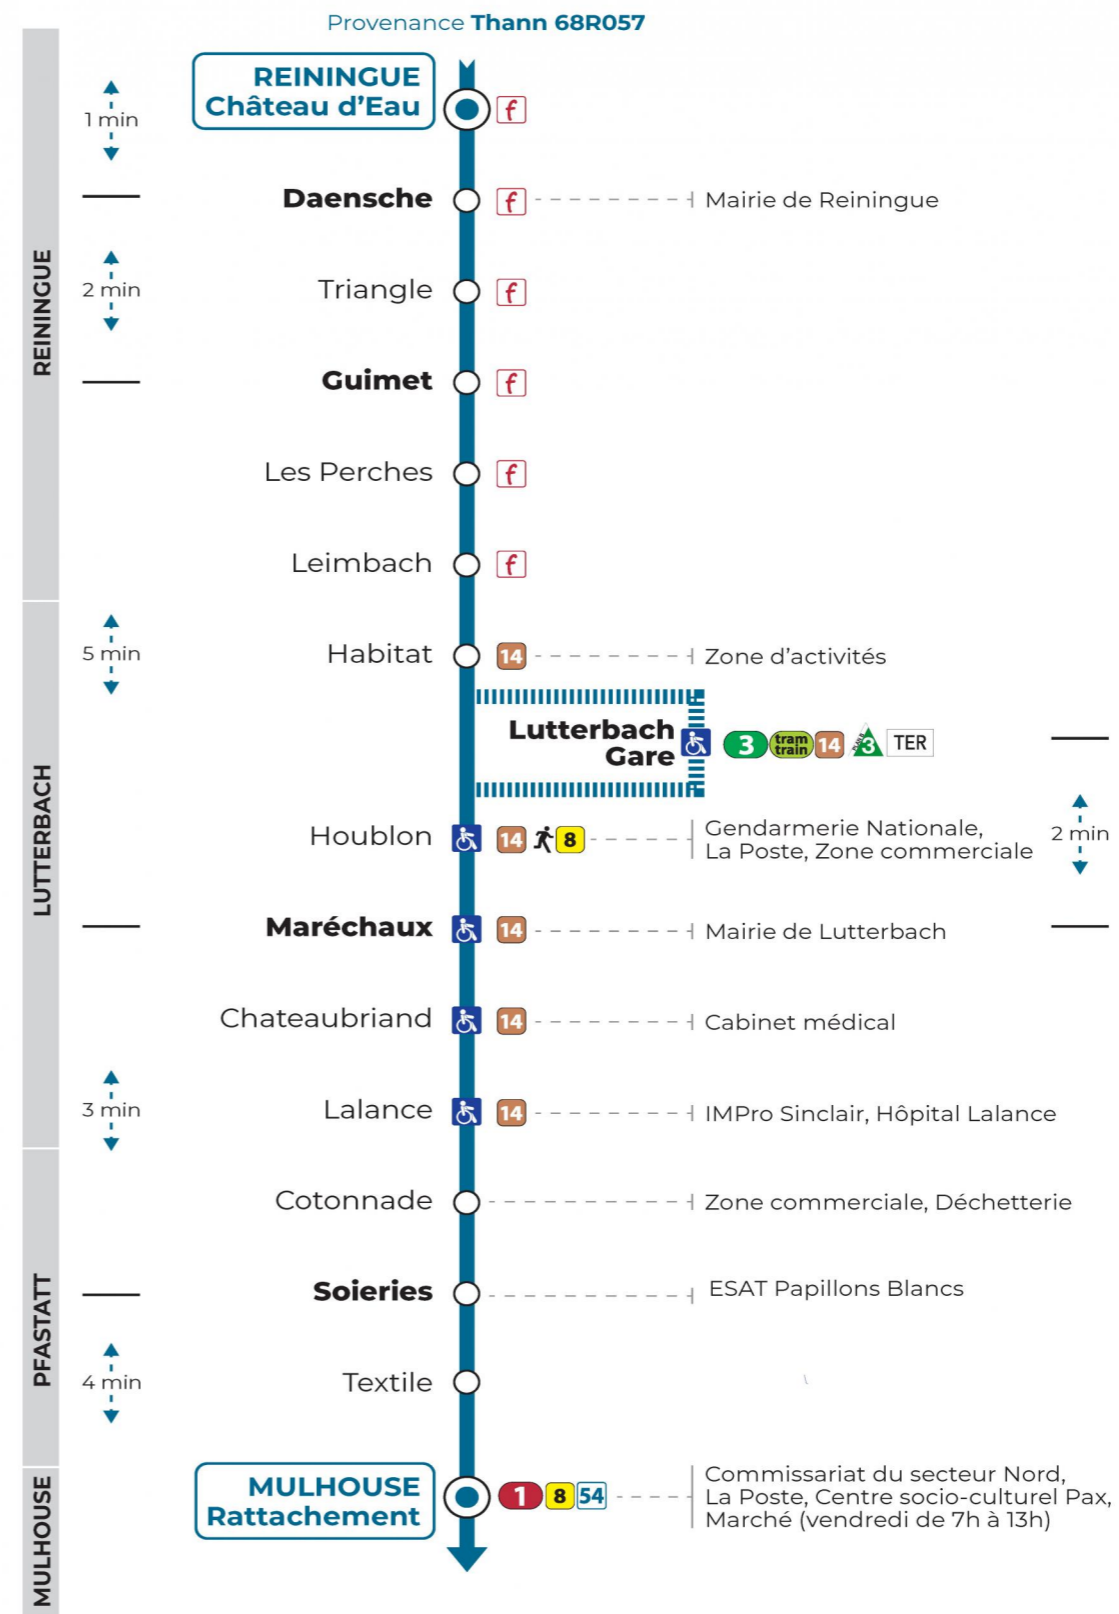 Provenance Thann 68R057
REININGUE
Château d'Eau
f
1 min
Daensche
f
Mairie de Reiningue
REININGUE
2 min
Triangle
f
Guimet
f
Les Perches
f
Leimbach
f
5 min
Habitat
14
Zone d'activités
Lutterbach
Gare
3 tram train 14 3 TER
LUTTERBACH
Houblon
14 8
Gendarmerie Nationale,
La Poste, Zone commerciale
2 min
Maréchaux
14
Mairie de Lutterbach
Chateaubriand
14
Cabinet médical
3 min
Lalance
14
IMPro Sinclair, Hôpital Lalance
Cotonnade
Zone commerciale, Déchetterie
PFASTATT
Soieries
ESAT Papillons Blancs
4 min
Textile
MULHOUSE
MULHOUSE
Rattachement
1 8 54
Commissariat du secteur Nord,
La Poste, Centre socio-culturel Pax,
Marché (vendredi de 7h à 13h)